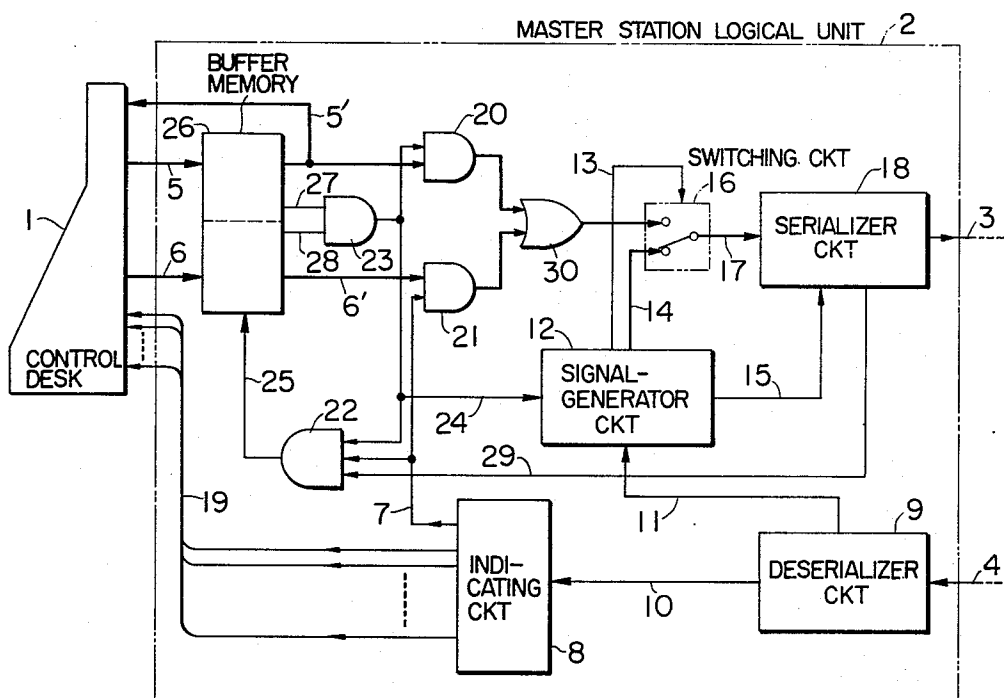 MASTER STATION LOGICAL UNIT
2
BUFFER
MEMORY
26
5'
20
5
27
13
SWITCHING CKT
16
18
1
23
28
30
17
SERIALIZER
CKT
3
6
6'
21
14
12
CONTROL
DESK
25
22
24
SIGNAL-
GENERATOR
CKT
15
29
19
7
11
9
INDI-
CATING
CKT
10
DESERIALIZER
CKT
4
8